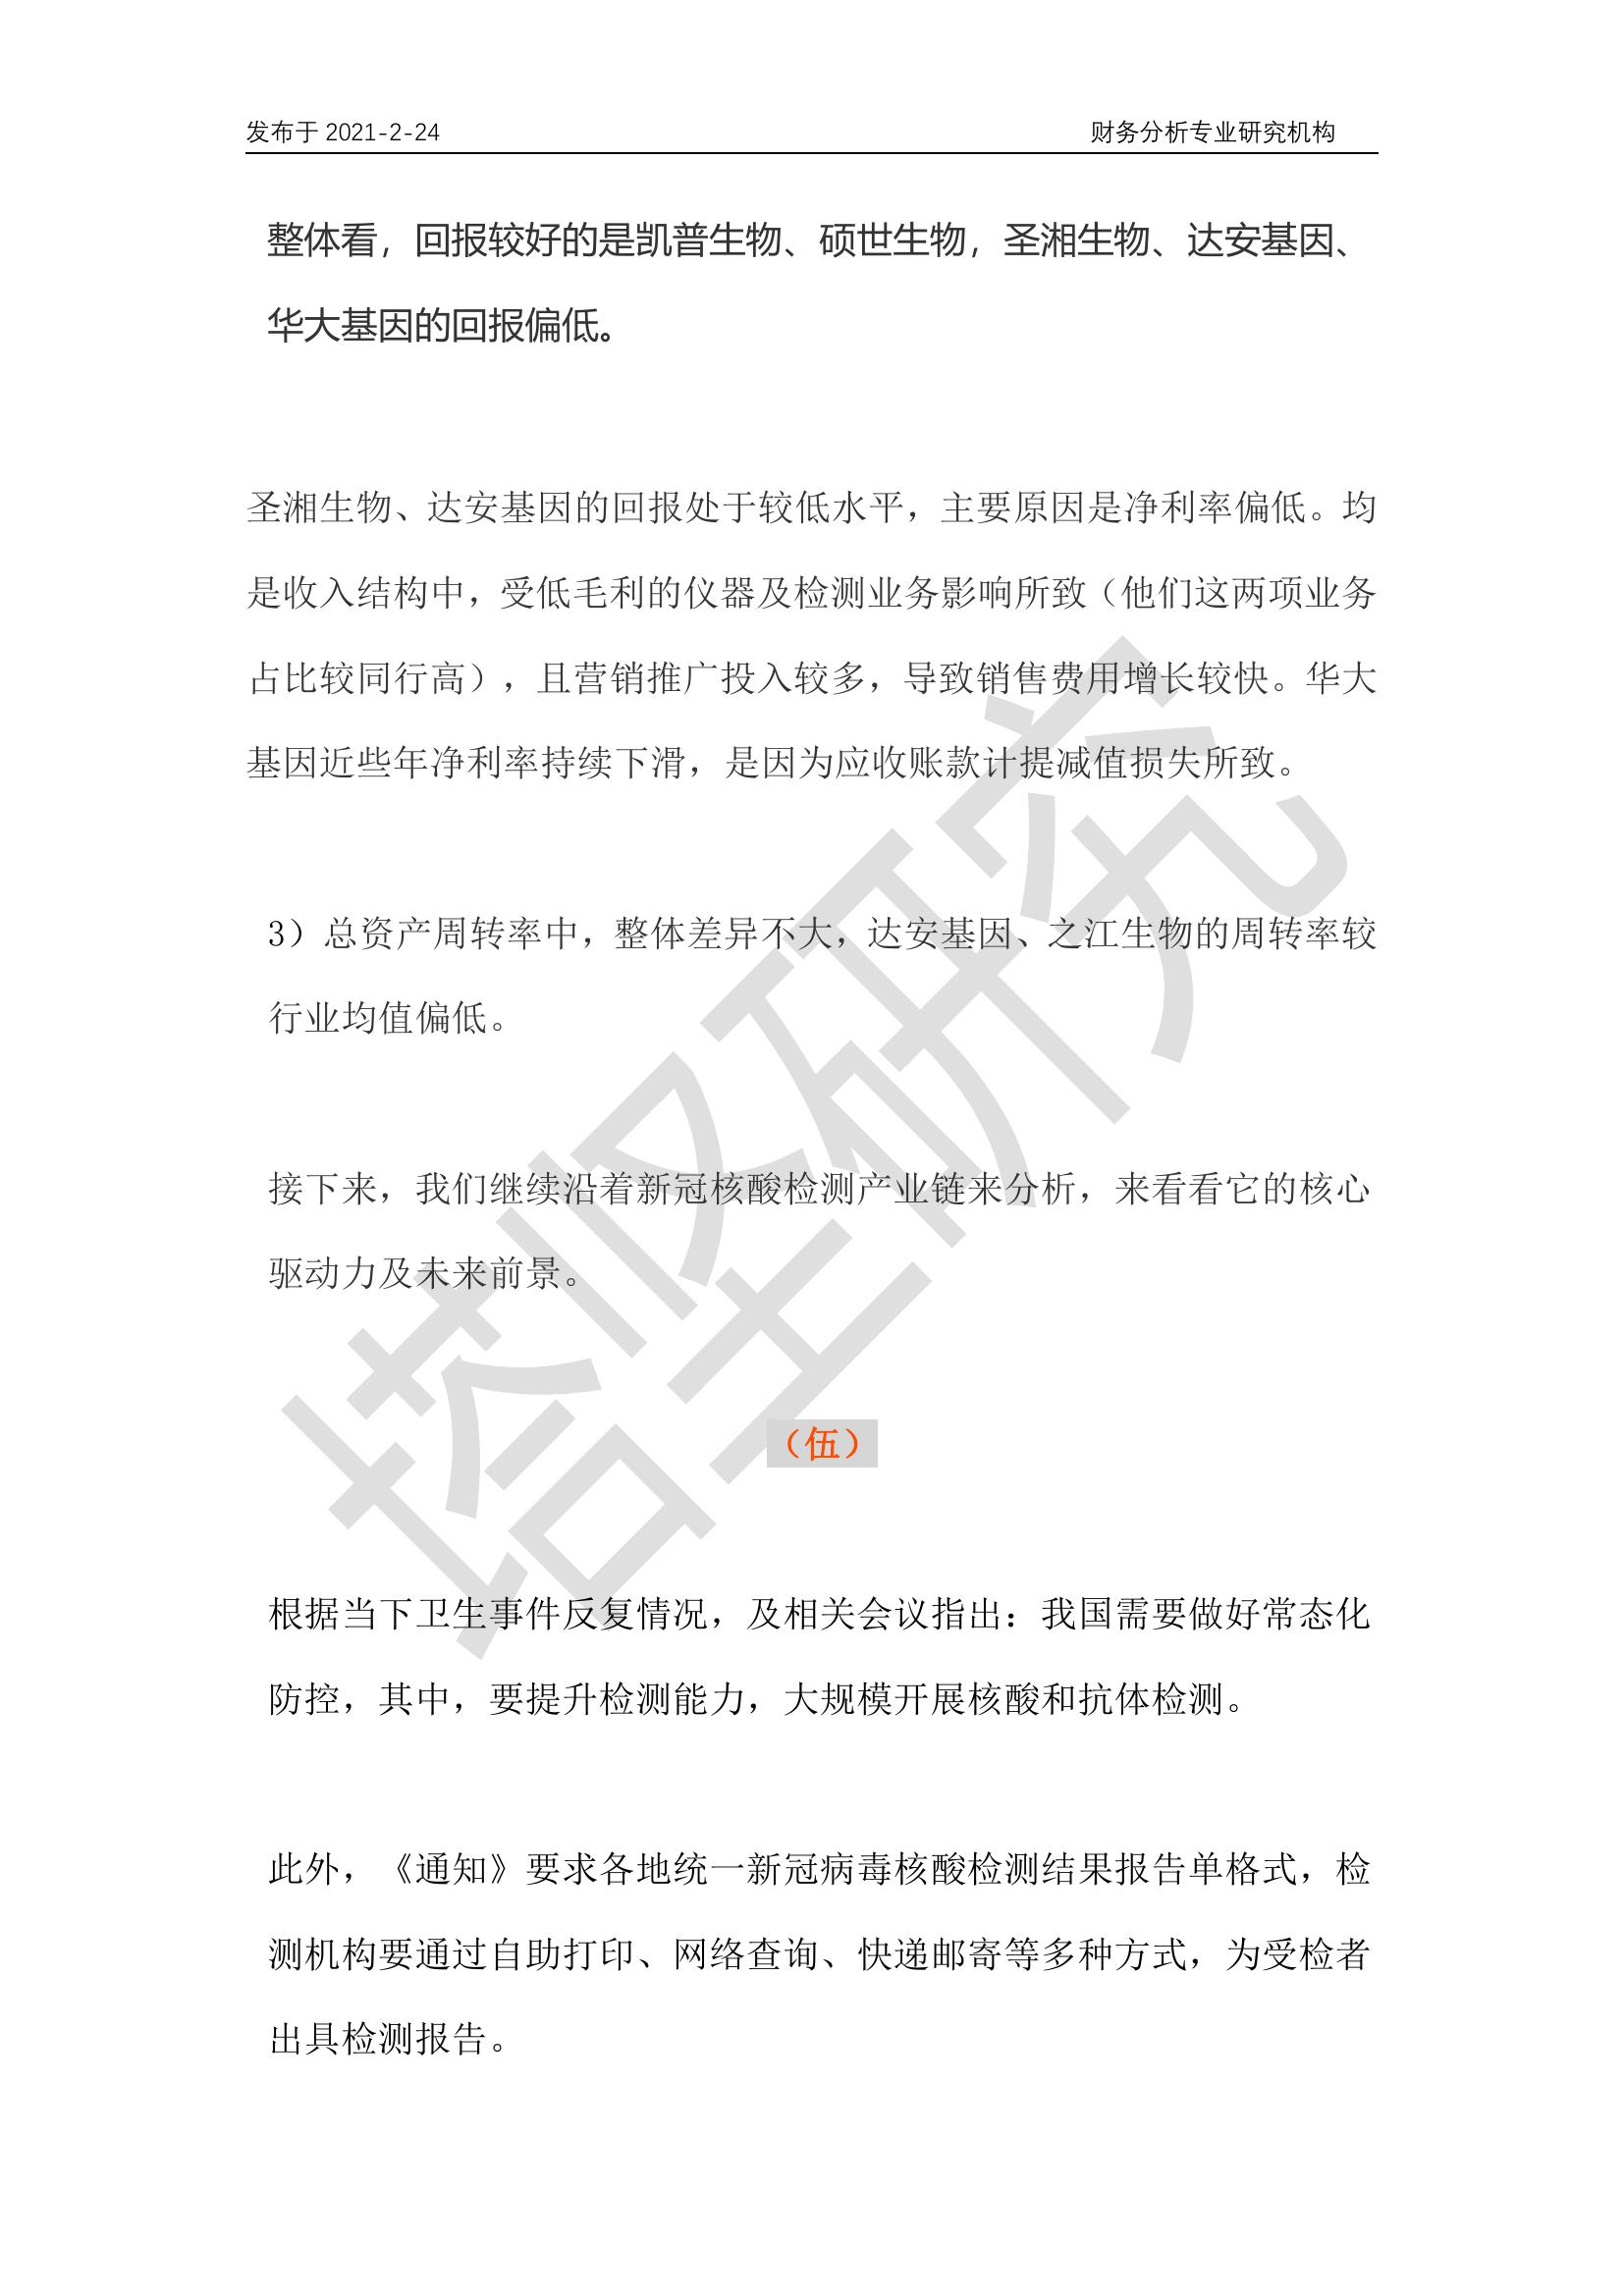 发布于 2021-2-24 财务分析专业研究机构
整体看，回报较好的是凯普生物、硕世生物，圣湘生物、达安基因、
华大基因的回报偏低。
圣湘生物、达安基因的回报处于较低水平，主要原因是净利率偏低。均
是收入结构中，受低毛利的仪器及检测业务影响所致（他们这两项业务
占比较同行高），且营销推广投入较多，导致销售费用增长较快。华大
基因近些年净利率持续下滑，是因为应收账款计提减值损失所致。
3）总资产周转率中，整体差异不大，达安基因、之江生物的周转率较
行业均值偏低。
接下来，我们继续沿着新冠核酸检测产业链来分析，来看看它的核心
驱动力及未来前景。
（伍）
根据当下卫生事件反复情况，及相关会议指出：我国需要做好常态化
防控，其中，要提升检测能力，大规模开展核酸和抗体检测。
此外，《通知》要求各地统一新冠病毒核酸检测结果报告单格式，检
测机构要通过自助打印、网络查询、快递邮寄等多种方式，为受检者
出具检测报告。
塔坚研究